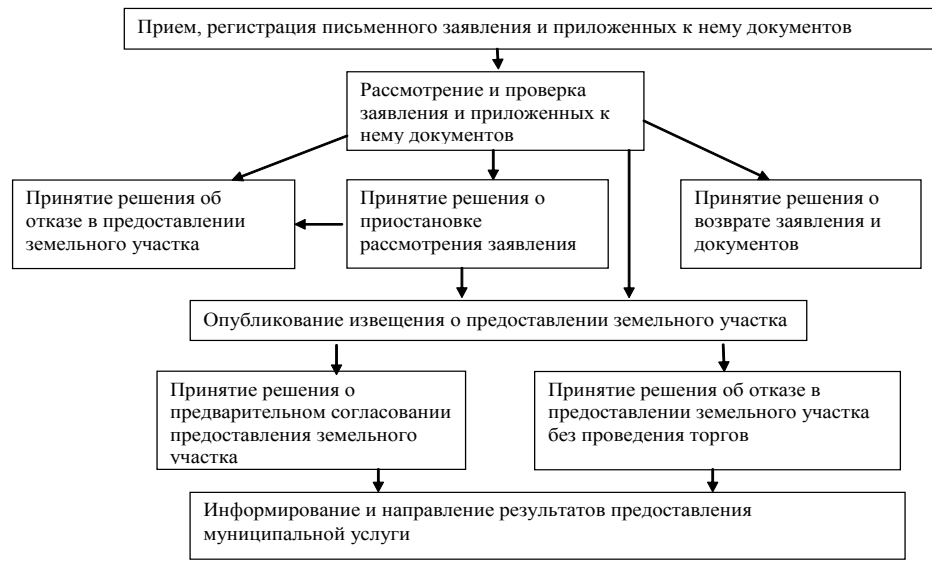 Прием, регистрация письменного заявления и приложенных к нему документов
Рассмотрение и проверка
заявления и приложенных к
нему документов
Принятие решения об
отказе в предоставлении
земельного участка
Принятие решения о
приостановке
рассмотрения заявления
Принятие решения о
возврате заявления и
документов
Опубликование извещения о предоставлении земельного участка
Принятие решения о
предварительном согласовании
предоставления земельного
участка
Принятие решения об отказе в
предоставлении земельного участка
без проведения торгов
Информирование и направление результатов предоставления
муниципальной услуги